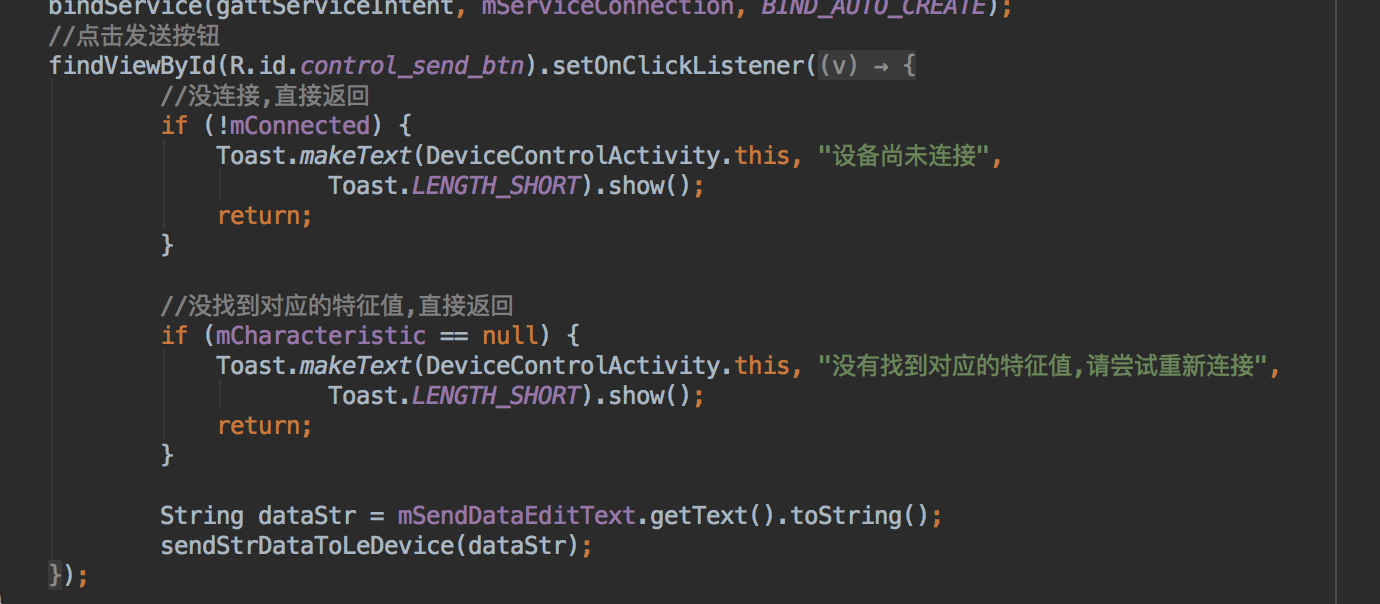 bindService(gattServiceIntent, mServiceConnection, BIND_AUTO_CREATE);
//点击发送按钮
findViewById(R.id.control_send_btn).setOnClickListener((v) → {
//没连接,直接返回
if (!mConnected) {
Toast.makeText(DeviceControlActivity.this, "设备尚未连接",
Toast.LENGTH_SHORT).show();
return;
}
//没找到对应的特征值,直接返回
if (mCharacteristic == null) {
Toast.makeText(DeviceControlActivity.this, "没有找到对应的特征值,请尝试重新连接",
Toast.LENGTH_SHORT).show();
return;
}
String dataStr = mSendDataEditText.getText().toString();
sendStrDataToLeDevice(dataStr);
});